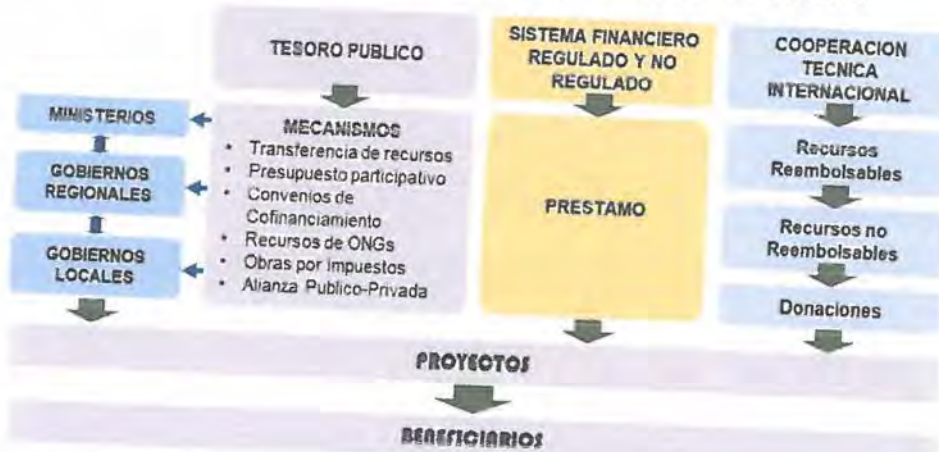 TESORO PUBLICO
MECANISMOS
• Transferencia de recursos
• Presupuesto participativo
• Convenios de
Cofinanciamiento
• Recursos de ONGs
• Obras por impuestos
• Alianza Publico-Privada
MINISTERIOS
GOBIERNOS
REGIONALES
GOBIERNOS
LOCALES
SISTEMA FINANCIERO
REGULADO Y NO
REGULADO
PRESTAMO
COOPERACION
TECNICA
INTERNACIONAL
Recursos
Reembolsables
Recursos no
Reembolsables
Donaciones
PROYECTOS
BENEFICIARIOS